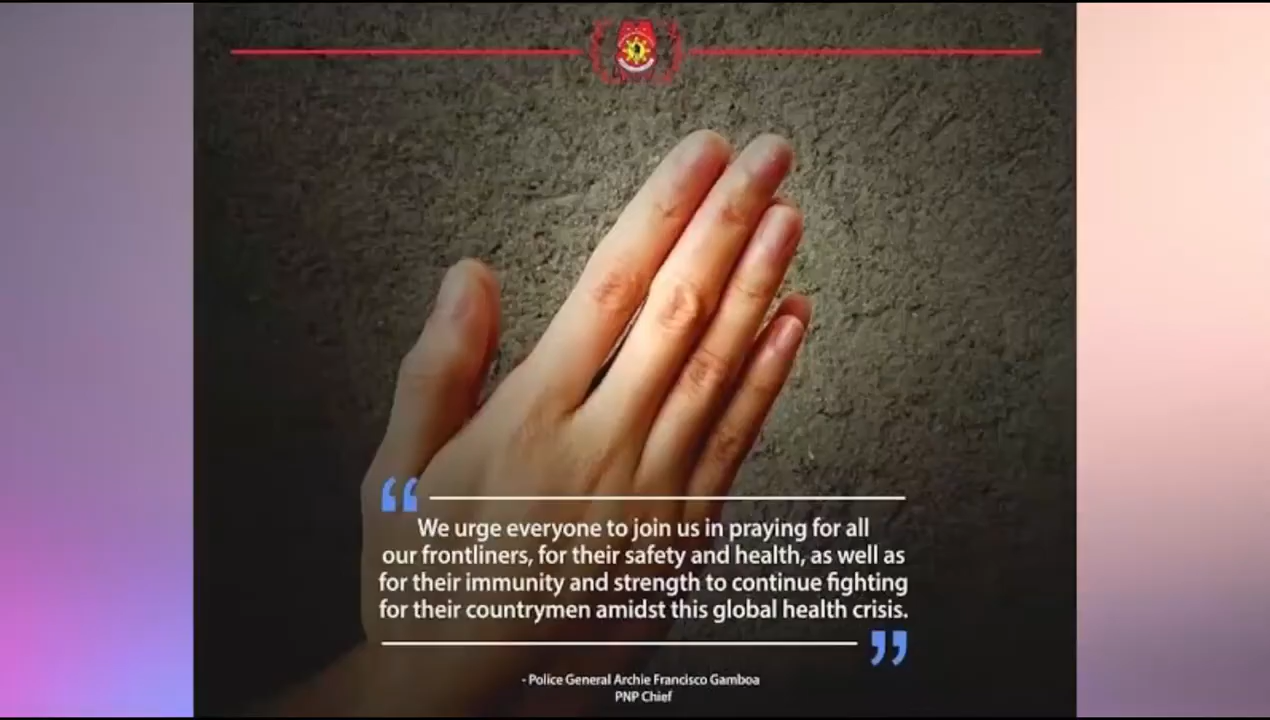 We urge everyone to join us in praying for all
our frontliners, for their safety and health, as well as
for their immunity and strength to continue fighting
for their countrymen amidst this global health crisis.
- Police General Archie Francisco Gamboa
PNP Chief